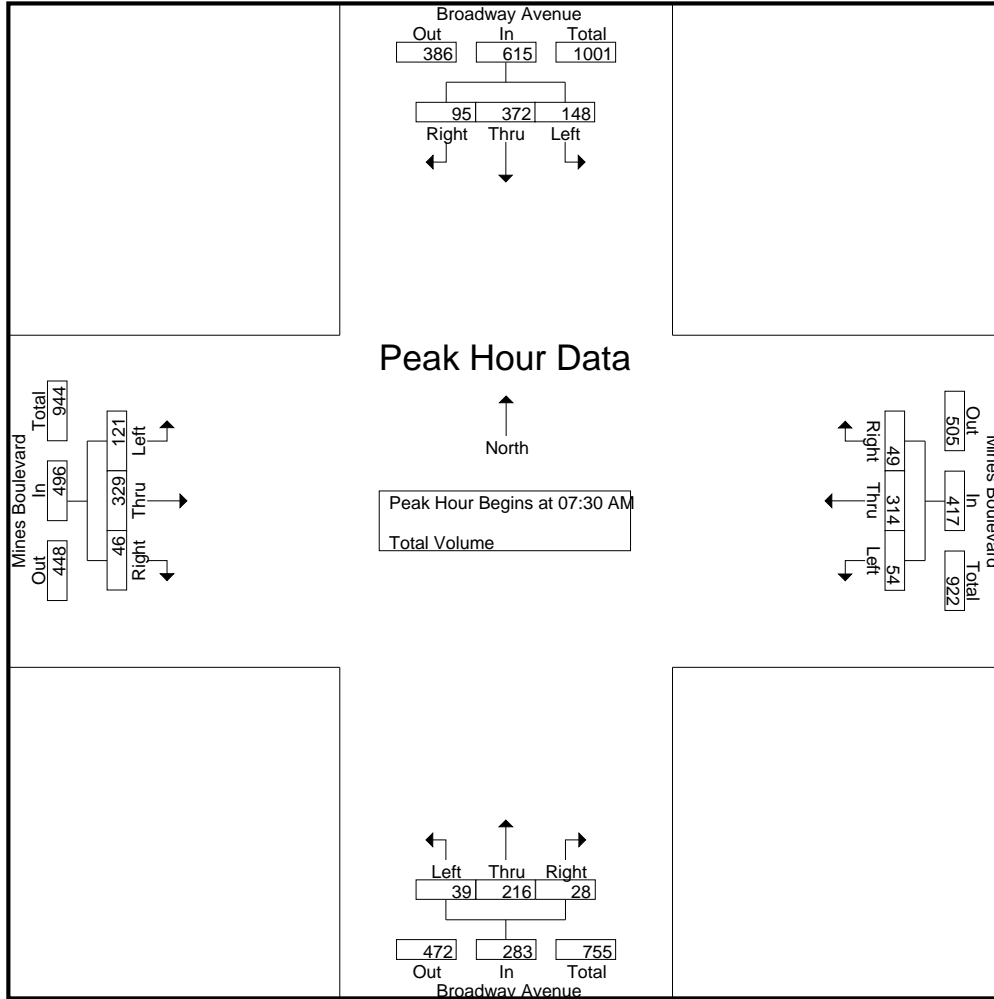 Broadway Avenue
Out In Total
386 615 1001
95 372 148
Right Thru Left
Peak Hour Data
North
Peak Hour Begins at 07:30 AM
Total Volume
Mines Boulevard
Total In Out
944 496 448
121 329 46
Left Thru Right
Mines Boulevard
Out In Total
505 417 922
49 314 54
Right Thru Left
Left Thru Right
39 216 28
472 283 755
Out In Total
Broadway Avenue